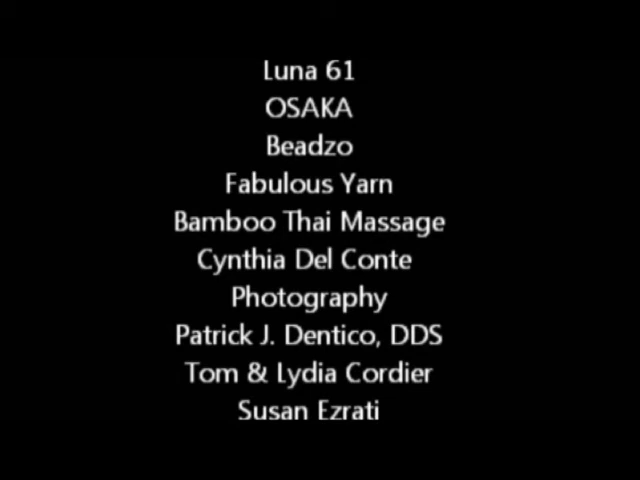 Luna 61
OSAKA
Beadzo
Fabulous Yarn
Bamboo Thai Massage
Cynthia Del Conte
Photography
Patrick J. Dentico, DDS
Tom & Lydia Cordier
Susan Ezrati